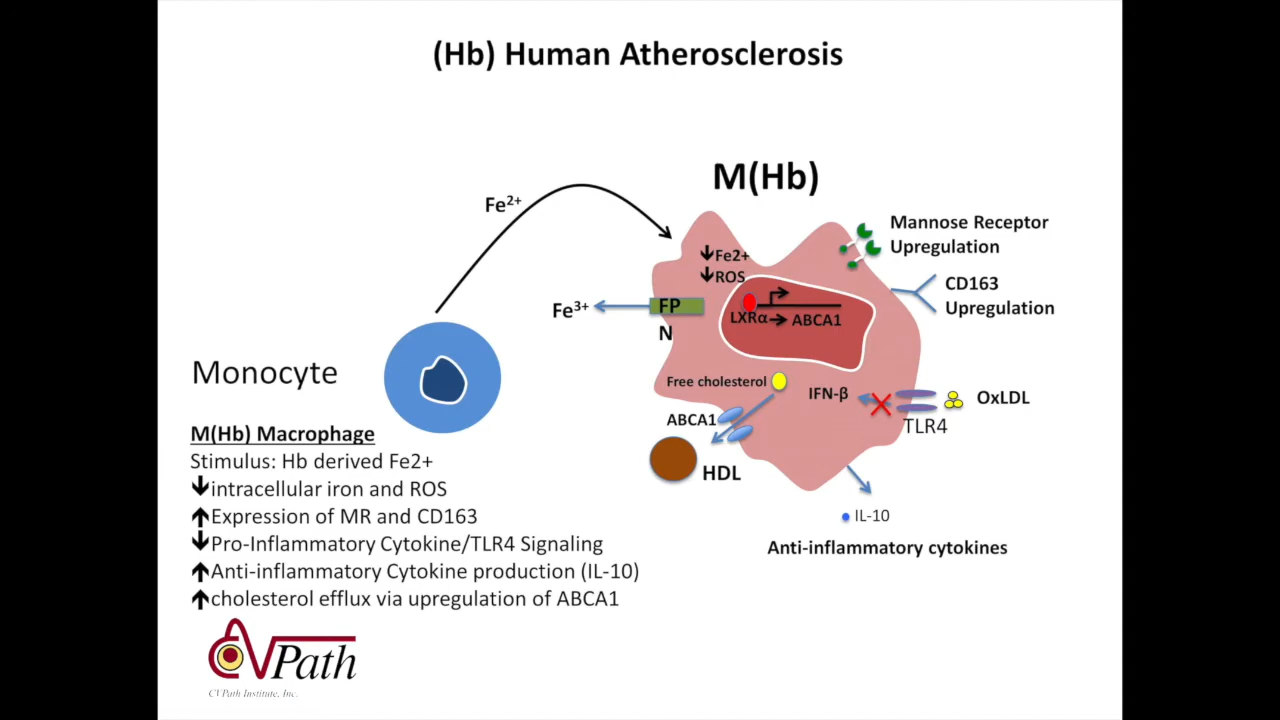 (Hb) Human Atherosclerosis
M(Hb)
Fe2+
Mannose Receptor
Upregulation
↓Fe2+
↓ROS
CD163
Upregulation
Fe3+
FP
N
LXRα→ABCA1
Monocyte
Free cholesterol
IFN-β
OxLDL
TLR4
ABCA1
HDL
IL-10
Anti-inflammatory cytokines
M(Hb) Macrophage
Stimulus: Hb derived Fe2+
↓intracellular iron and ROS
↑Expression of MR and CD163
↓Pro-Inflammatory Cytokine/TLR4 Signaling
↑Anti-inflammatory Cytokine production (IL-10)
↑cholesterol efflux via upregulation of ABCA1
CVPath
CVPath Institute, Inc.